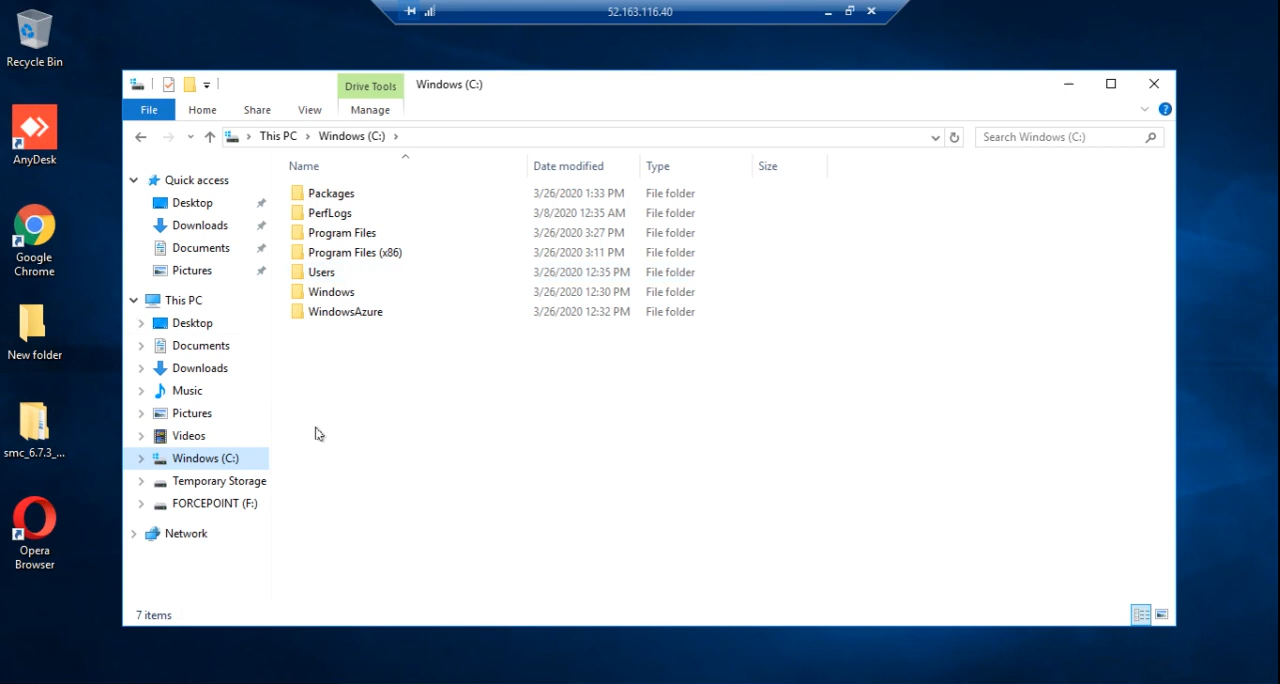 52.163.116.40
Recycle Bin
AnyDesk
Google
Chrome
New folder
smc_6.7.3_...
Opera
Browser
Drive Tools
Windows (C:)
File
Home
Share
View
Manage
This PC
Windows (C:)
Search Windows (C:)
Name
Date modified
Type
Size
Quick access
Desktop
Downloads
Documents
Pictures
This PC
Desktop
Documents
Downloads
Music
Pictures
Videos
Windows (C:)
Temporary Storage
FORCEPOINT (F:)
Network
Packages 3/26/2020 1:33 PM File folder
PerfLogs 3/8/2020 12:35 AM File folder
Program Files 3/26/2020 3:27 PM File folder
Program Files (x86) 3/26/2020 3:11 PM File folder
Users 3/26/2020 12:35 PM File folder
Windows 3/26/2020 12:30 PM File folder
WindowsAzure 3/26/2020 12:32 PM File folder
7 items